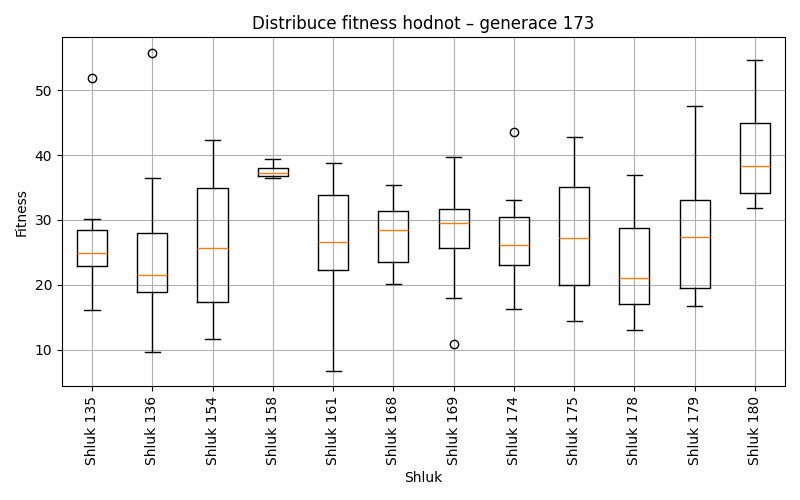 Distribuce fitness hodnot – generace 173
Fitness
50
40
30
20
10
Shluk 135
Shluk 136
Shluk 154
Shluk 158
Shluk 161
Shluk 168
Shluk 169
Shluk 174
Shluk 175
Shluk 178
Shluk 179
Shluk 180
Shluk